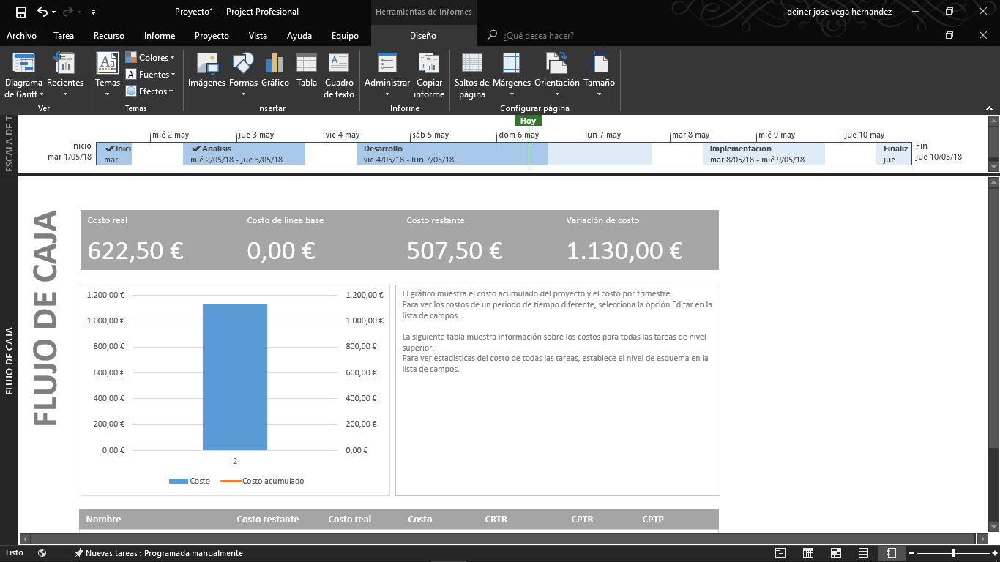 Proyecto1 - Project Profesional
Herramientas de informes
deiner jose vega hernandez
Archivo Tarea Recurso Informe Proyecto Vista Ayuda Equipo Diseño ¿Qué desea hacer?
Diagrama de Gantt
Recientes
Ver
Temas
Colores
Fuentes
Efectos
Temas
Imágenes
Formas
Gráfico
Tabla
Cuadro de texto
Insertar
Administrar
Copiar informe
Informe
Saltos de página
Márgenes
Orientación
Tamaño
Configurar página
ESCALA DE T
Hoy
mié 2 may jue 3 may vie 4 may sáb 5 may dom 6 may lun 7 may mar 8 may mié 9 may jue 10 may
Inicio
mar 1/05/18
Inici
mar
Analisis
mié 2/05/18 - jue 3/05/18
Desarrollo
vie 4/05/18 - lun 7/05/18
Implementacion
mar 8/05/18 - mié 9/05/18
Finaliz
jue
Fin
jue 10/05/18
FLUJO DE CAJA
FLUJO DE CAJA
Costo real Costo de línea base Costo restante Variación de costo
622,50 € 0,00 € 507,50 € 1.130,00 €
1.200,00 € 1.200,00 €
1.000,00 € 1.000,00 €
800,00 € 800,00 €
600,00 € 600,00 €
400,00 € 400,00 €
200,00 € 200,00 €
0,00 € 0,00 €
2
Costo Costo acumulado
El gráfico muestra el costo acumulado del proyecto y el costo por trimestre.
Para ver los costos de un período de tiempo diferente, selecciona la opción Editar en la
lista de campos.
La siguiente tabla muestra información sobre los costos para todas las tareas de nivel
superior.
Para ver estadísticas del costo de todas las tareas, establece el nivel de esquema en la
lista de campos.
Nombre Costo restante Costo real Costo CRTR CPTR CPTP
Listo
Nuevas tareas : Programada manualmente